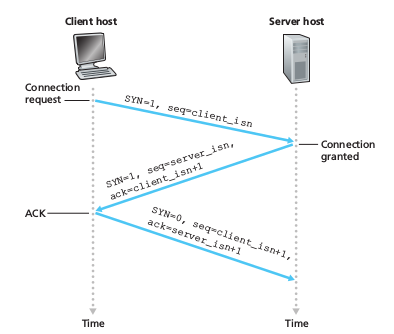 Client host
Server host
Connection
request
SYN=1, seq=client_isn
Connection
granted
SYN=1, seq=server_isn,
ack=client_isn+1
ACK
SYN=0, seq=client_isn+1,
ack=server_isn+1
Time
Time